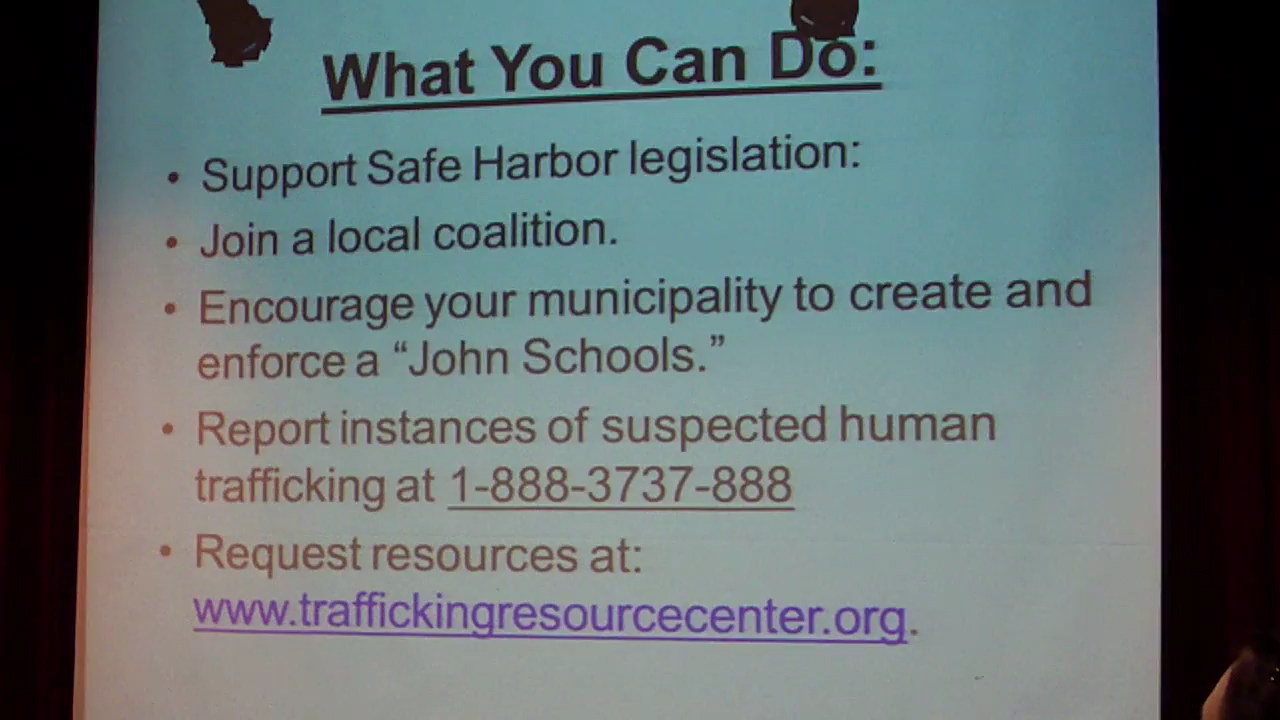 What You Can Do:
• Support Safe Harbor legislation:
• Join a local coalition.
• Encourage your municipality to create and
enforce a “John Schools.”
• Report instances of suspected human
trafficking at 1-888-3737-888
• Request resources at:
www.traffickingresourcecenter.org.